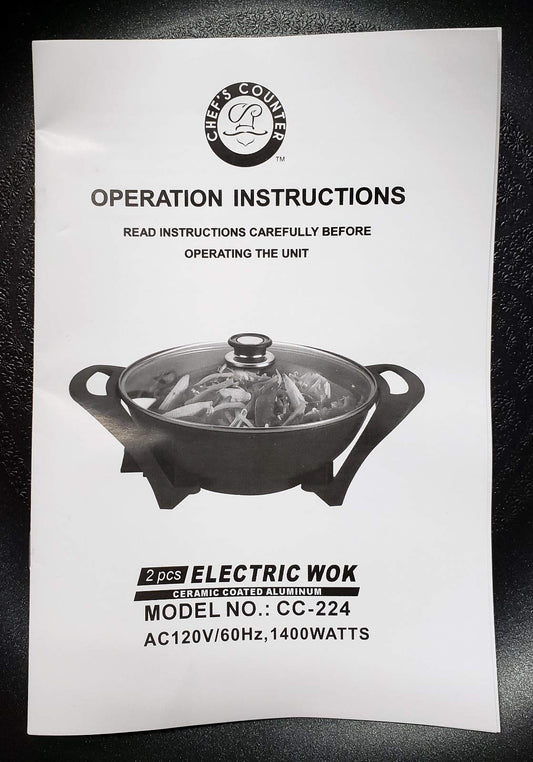 CHEF'S COUNTER
TM
OPERATION INSTRUCTIONS
READ INSTRUCTIONS CAREFULLY BEFORE
OPERATING THE UNIT
2 pcs ELECTRIC WOK
CERAMIC COATED ALUMINUM
MODEL NO.: CC-224
AC120V/60Hz,1400WATTS